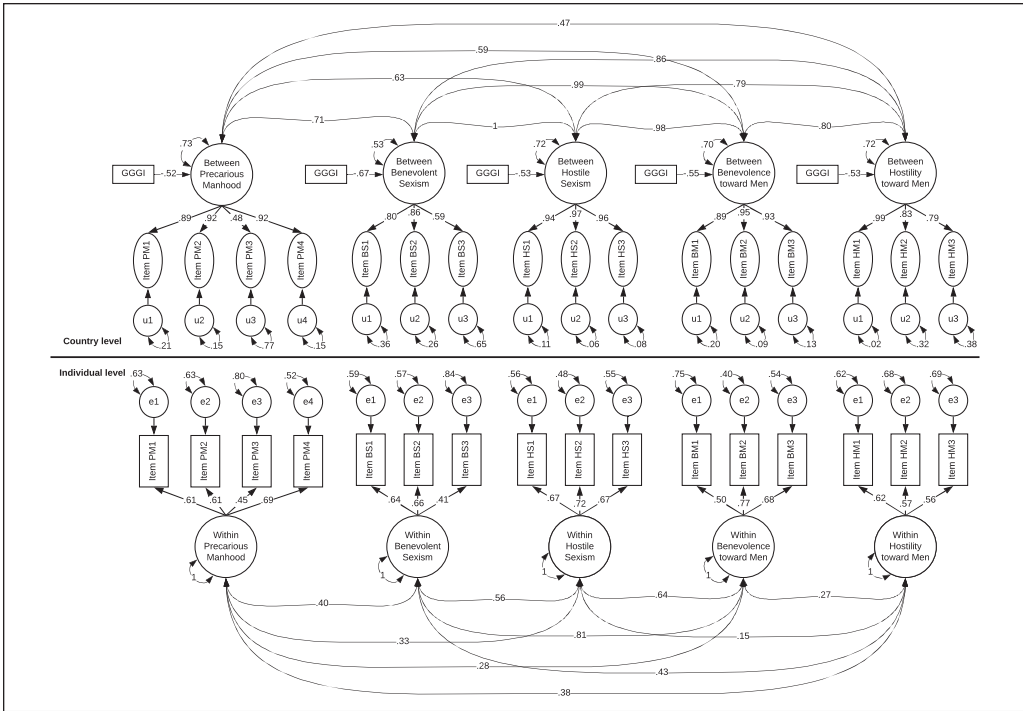 .47
.59
.86
.63
.99
.79
.71
1
.98
.80
.73
.53
.72
.70
.72
GGGI
-.52
Between
Precarious
Manhood
GGGI
-.67
Between
Benevolent
Sexism
GGGI
-.53
Between
Hostile
Sexism
GGGI
-.55
Between
Benevolence
toward Men
GGGI
-.53
Between
Hostility
toward Men
.89
.92
.48
.92
.80
.86
.59
.94
.97
.96
.89
.95
.93
.99
.83
.79
Item PM1
Item PM2
Item PM3
Item PM4
Item BS1
Item BS2
Item BS3
Item HS1
Item HS2
Item HS3
Item BM1
Item BM2
Item BM3
Item HM1
Item HM2
Item HM3
u1
u2
u3
u4
u1
u2
u3
u1
u2
u3
u1
u2
u3
u1
u2
u3
.21
.15
.77
.15
.36
.26
.65
.11
.06
.08
.20
.09
.13
.02
.32
.38
Country level
Individual level
.63
.63
.80
.52
.59
.57
.84
.56
.48
.55
.75
.40
.54
.62
.68
.69
e1
e2
e3
e4
e1
e2
e3
e1
e2
e3
e1
e2
e3
e1
e2
e3
Item PM1
Item PM2
Item PM3
Item PM4
Item BS1
Item BS2
Item BS3
Item HS1
Item HS2
Item HS3
Item BM1
Item BM2
Item BM3
Item HM1
Item HM2
Item HM3
.61
.61
.45
.69
.64
.66
.41
.67
.72
.67
.50
.77
.68
.62
.57
.56
Within
Precarious
Manhood
Within
Benevolent
Sexism
Within
Hostile
Sexism
Within
Benevolence
toward Men
Within
Hostility
toward Men
1
1
1
1
1
.40
.56
.64
.27
.33
.81
.15
.28
.43
.38